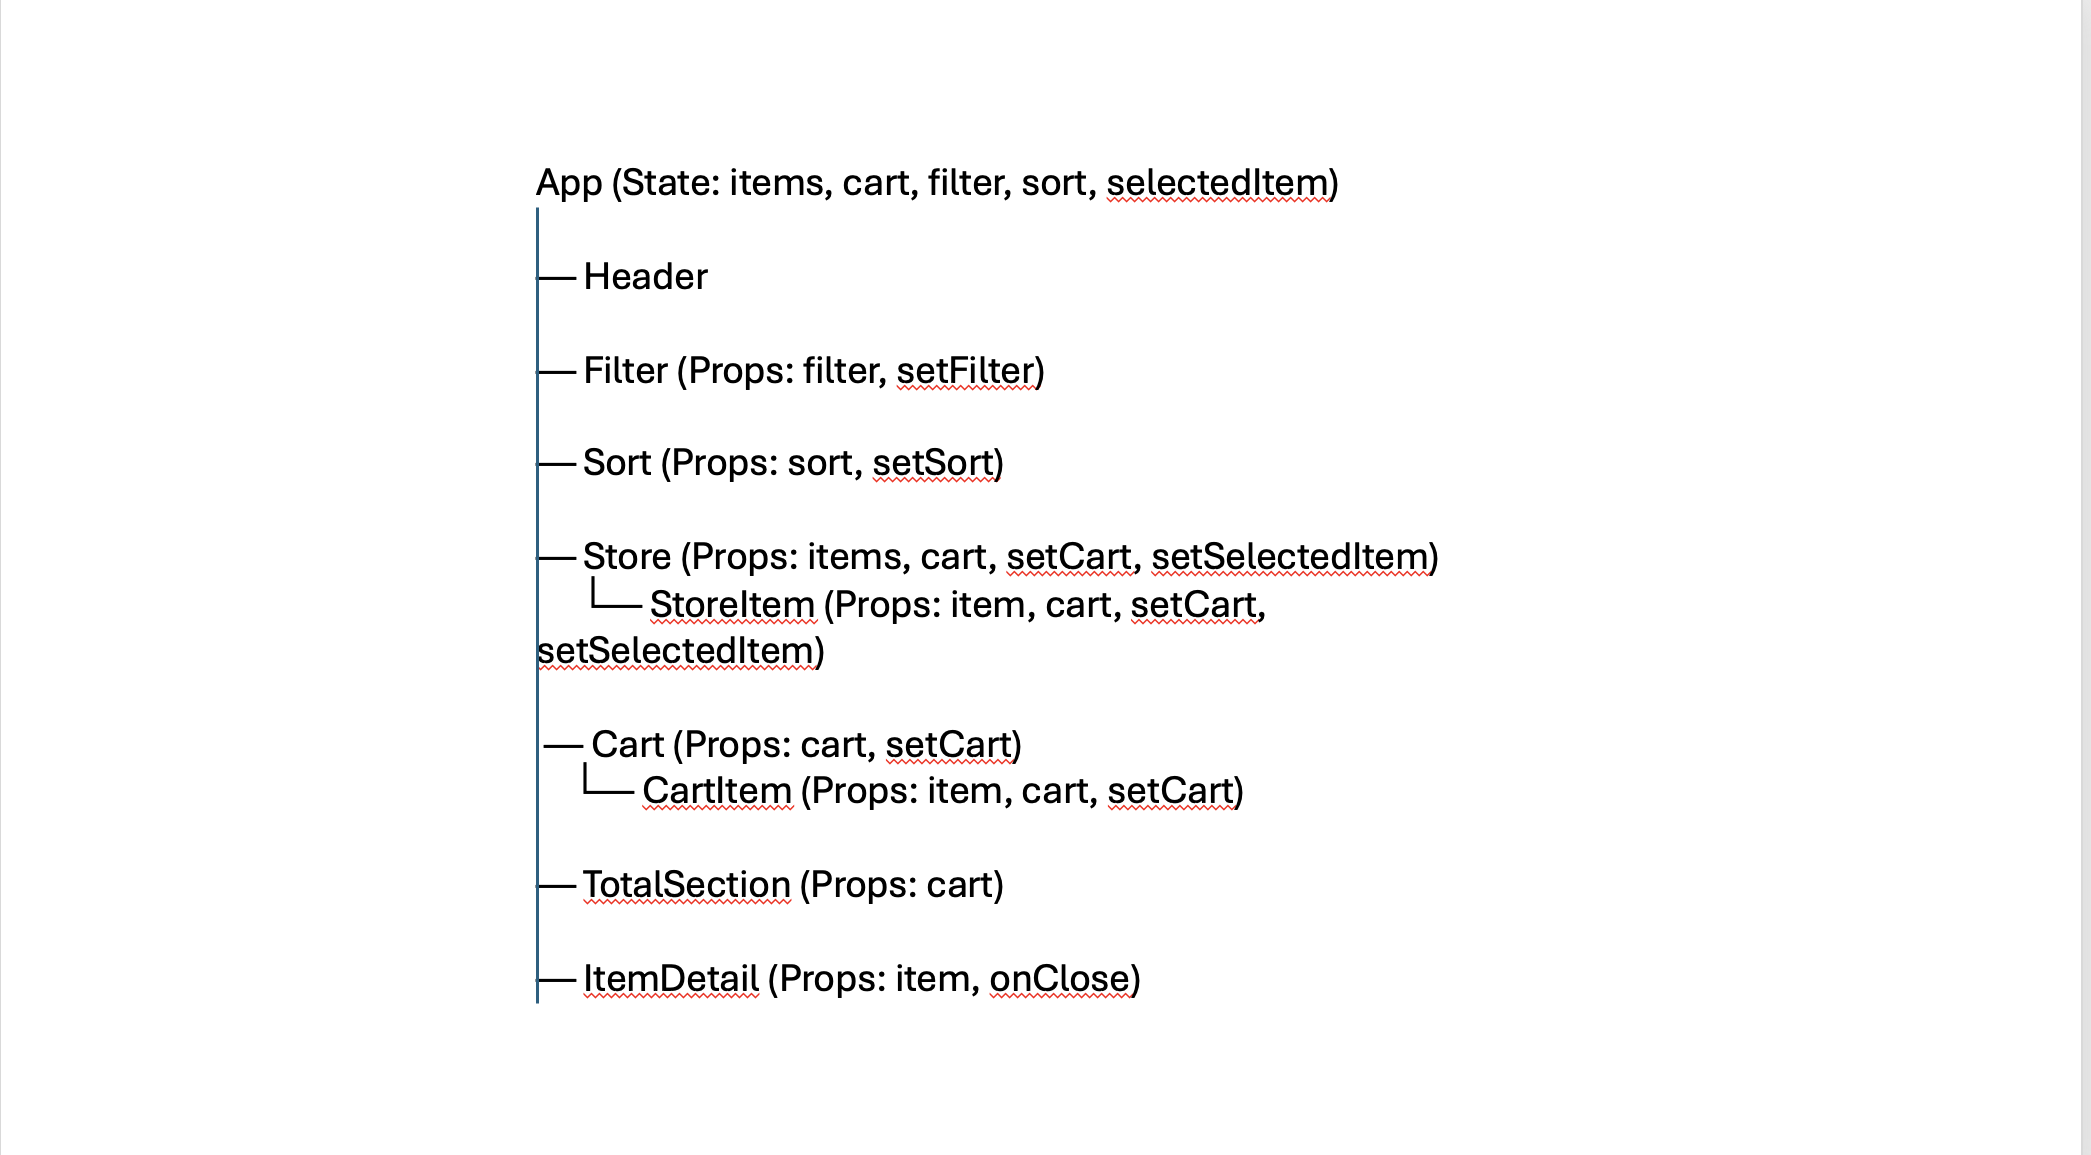 App (State: items, cart, filter, sort, selectedItem)
— Header
— Filter (Props: filter, setFilter)
— Sort (Props: sort, setSort)
— Store (Props: items, cart, setCart, setSelectedItem)
└— StoreItem (Props: item, cart, setCart,
setSelectedItem)
— Cart (Props: cart, setCart)
└— CartItem (Props: item, cart, setCart)
— TotalSection (Props: cart)
— ItemDetail (Props: item, onClose)